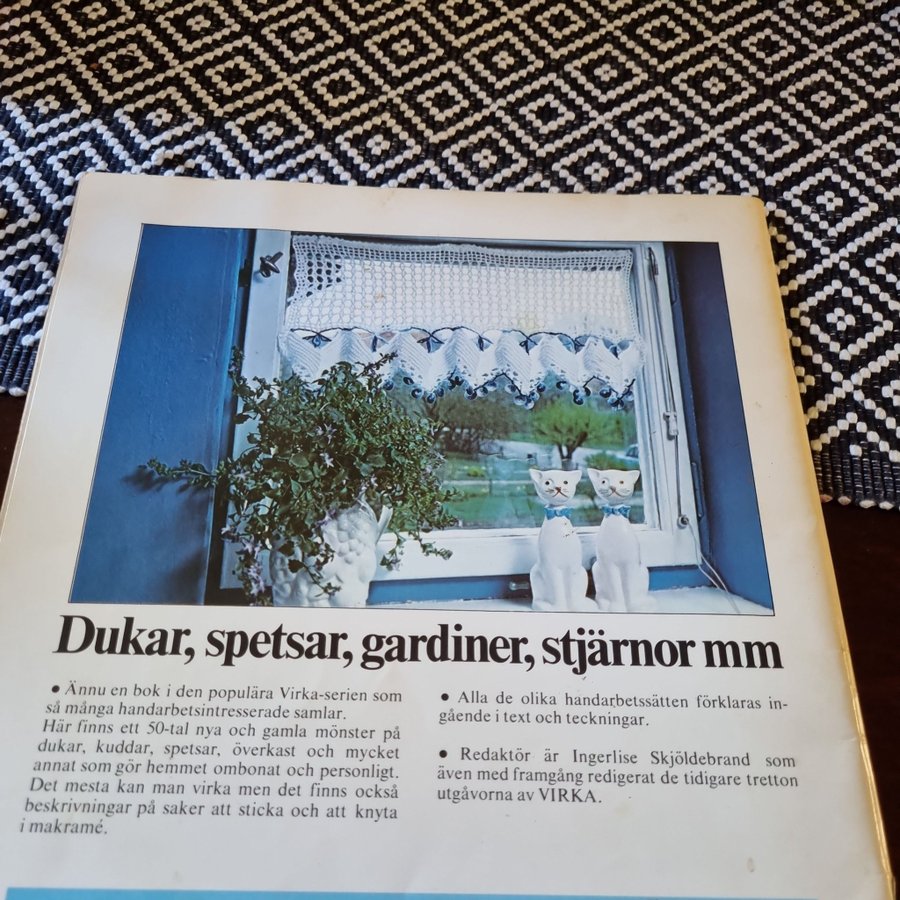 Dukar, spetsar, gardiner, stjärnor mm
• Ännu en bok i den populära Virka-serien som
så många handarbetsintresserade samlar.
Här finns ett 50-tal nya och gamla mönster på
dukar, kuddar, spetsar, överkast och mycket
annat som gör hemmet ombonat och personligt.
Det mesta kan man virka men det finns också
beskrivningar på saker att sticka och att knyta
i makramé.
• Alla de olika handarbetssätten förklaras in-
gående i text och teckningar.
• Redaktör är Ingerlise Skjöldebrand som
även med framgång redigerat de tidigare tretton
utgåvorna av VIRKA.